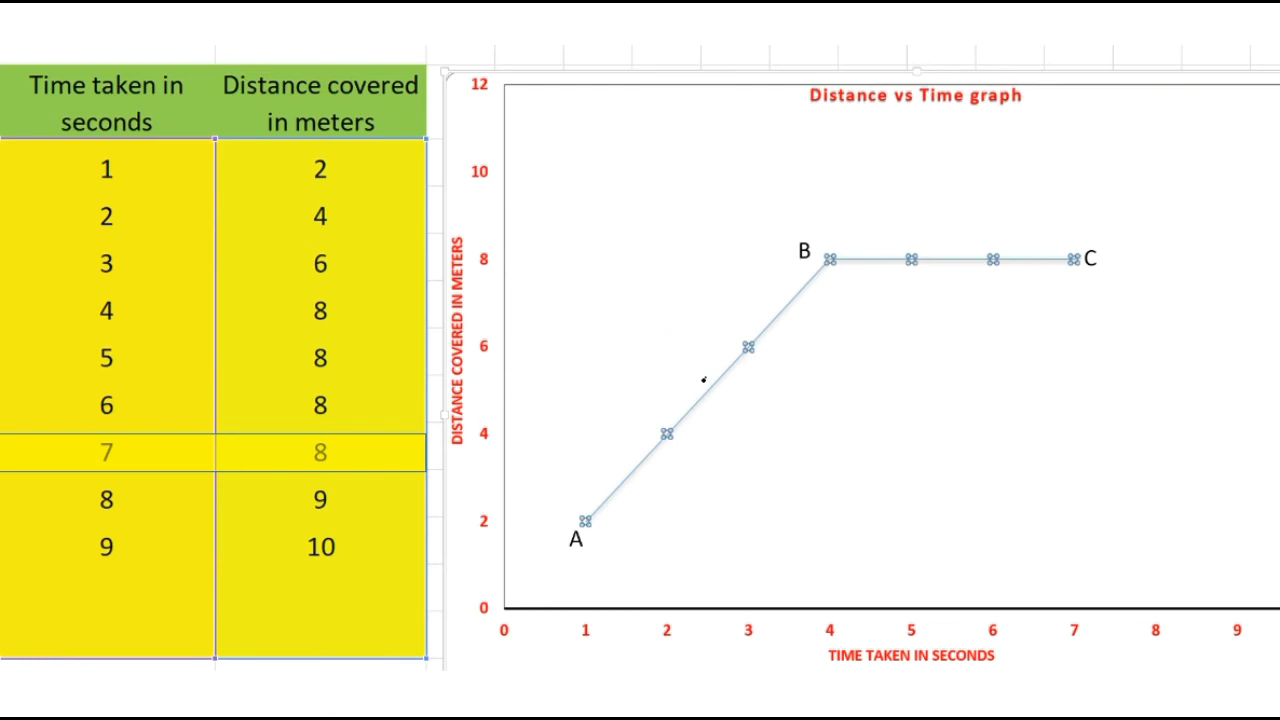 Time taken in seconds
Distance covered in meters
1 2
2 4
3 6
4 8
5 8
6 8
7 8
8 9
9 10
Distance vs Time graph
DISTANCE COVERED IN METERS
12
10
8
6
4
2
0
A
B
C
0 1 2 3 4 5 6 7 8 9
TIME TAKEN IN SECONDS